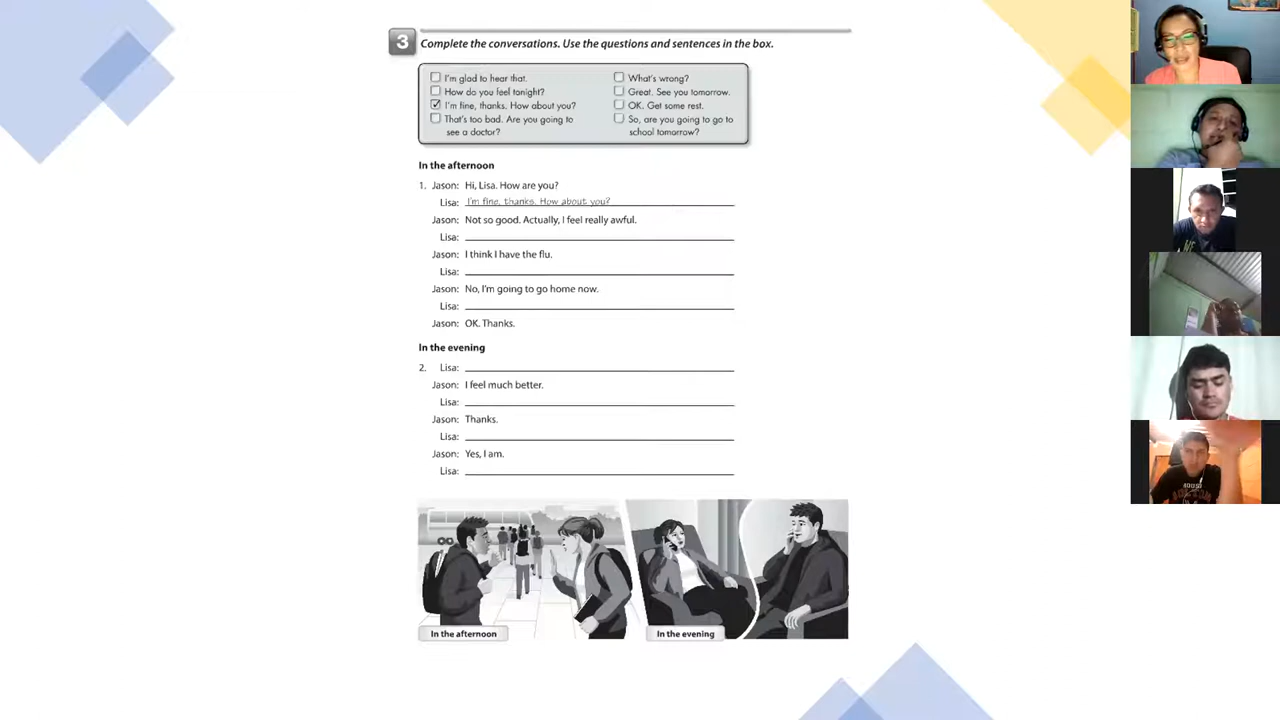 3 Complete the conversations. Use the questions and sentences in the box.
I'm glad to hear that.
How do you feel tonight?
I'm fine, thanks. How about you?
That's too bad. Are you going to
see a doctor?
What's wrong?
Great. See you tomorrow.
OK. Get some rest.
So, are you going to go to
school tomorrow?
In the afternoon
1. Jason: Hi, Lisa. How are you?
Lisa: I'm fine, thanks. How about you?
Jason: Not so good. Actually, I feel really awful.
Lisa:
Jason: I think I have the flu.
Lisa:
Jason: No, I'm going to go home now.
Lisa:
Jason: OK. Thanks.
In the evening
2. Lisa:
Jason: I feel much better.
Lisa:
Jason: Thanks.
Lisa:
Jason: Yes, I am.
Lisa:
In the afternoon
In the evening